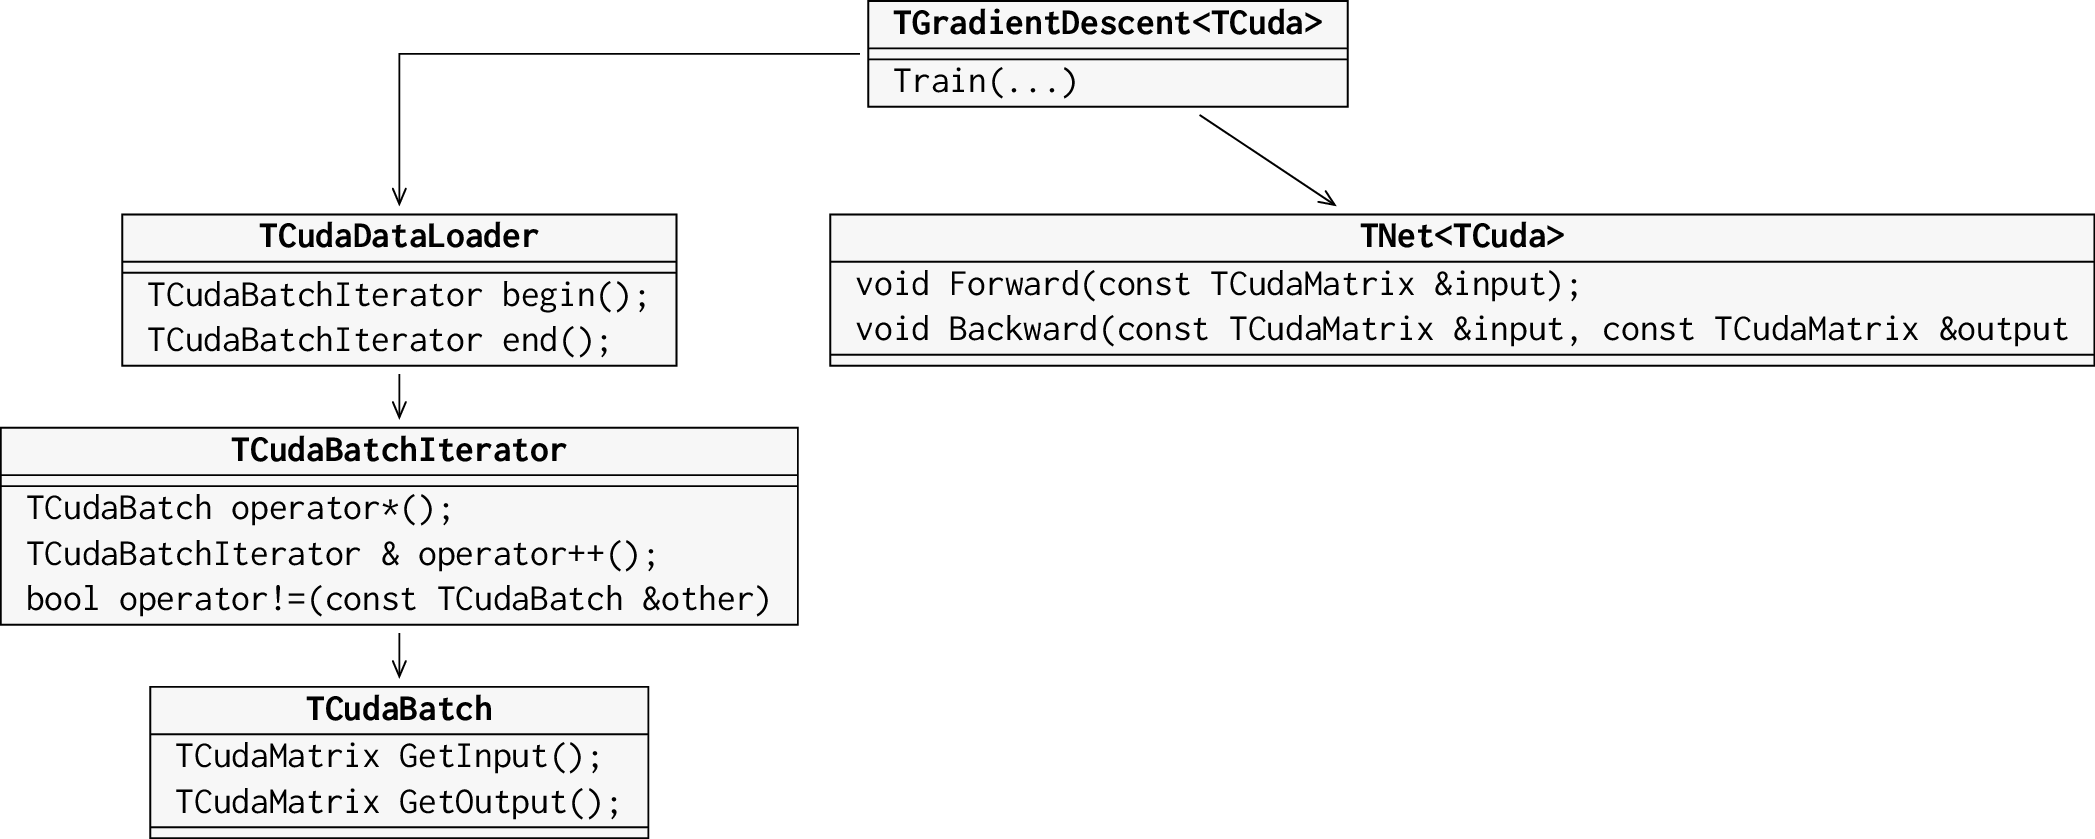 TGradientDescent<TCuda>
Train(...)
TCudaDataLoader
TCudaBatchIterator begin();
TCudaBatchIterator end();
TNet<TCuda>
void Forward(const TCudaMatrix &input);
void Backward(const TCudaMatrix &input, const TCudaMatrix &output
TCudaBatchIterator
TCudaBatch operator*();
TCudaBatchIterator & operator++();
bool operator!=(const TCudaBatch &other)
TCudaBatch
TCudaMatrix GetInput();
TCudaMatrix GetOutput();